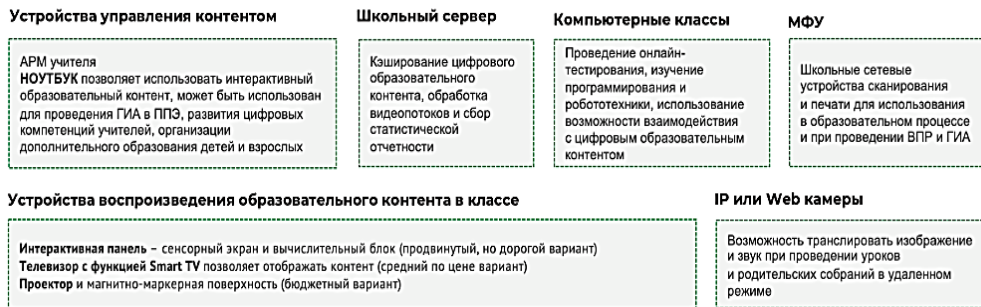 Устройства управления контентом
АРМ учителя
НОУТБУК позволяет использовать интерактивный
образовательный контент, может быть использован
для проведения ГИА в ППЭ, развития цифровых
компетенций учителей, организации
дополнительного образования детей и взрослых
Школьный сервер
Кэширование цифрового
образовательного
контента, обработка
видеопотоков и сбор
статистической
отчетности
Компьютерные классы
Проведение онлайн-
тестирования, изучение
программирования и
робототехники, использование
возможности взаимодействия
с цифровым образовательным
контентом
МФУ
Школьные сетевые
устройства сканирования
и печати для использования
в образовательном процессе
и при проведении ВПР и ГИА
Устройства воспроизведения образовательного контента в классе
Интерактивная панель – сенсорный экран и вычислительный блок (продвинутый, но дорогой вариант)
Телевизор с функцией Smart TV позволяет отображать контент (средний по цене вариант)
Проектор и магнитно-маркерная поверхность (бюджетный вариант)
IP или Web камеры
Возможность транслировать изображение
и звук при проведении уроков
и родительских собраний в удаленном
режиме